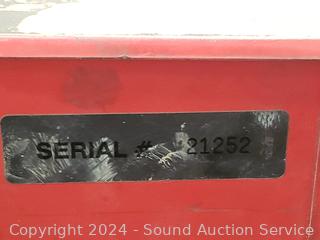 SERIAL # 21252
Copyright © 2024 - Sound Auction Service